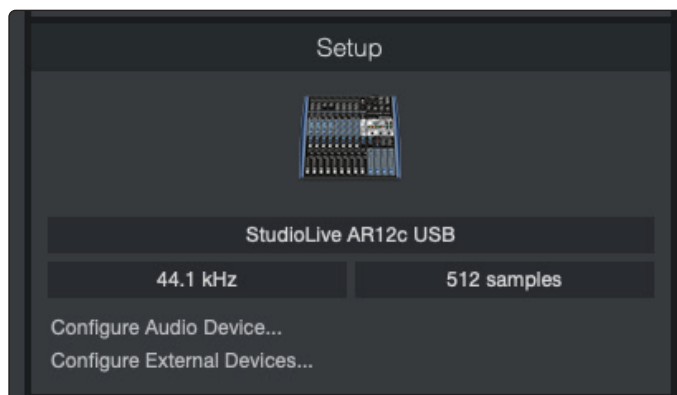 Setup
StudioLive AR12c USB
44.1 kHz 512 samples
Configure Audio Device...
Configure External Devices...